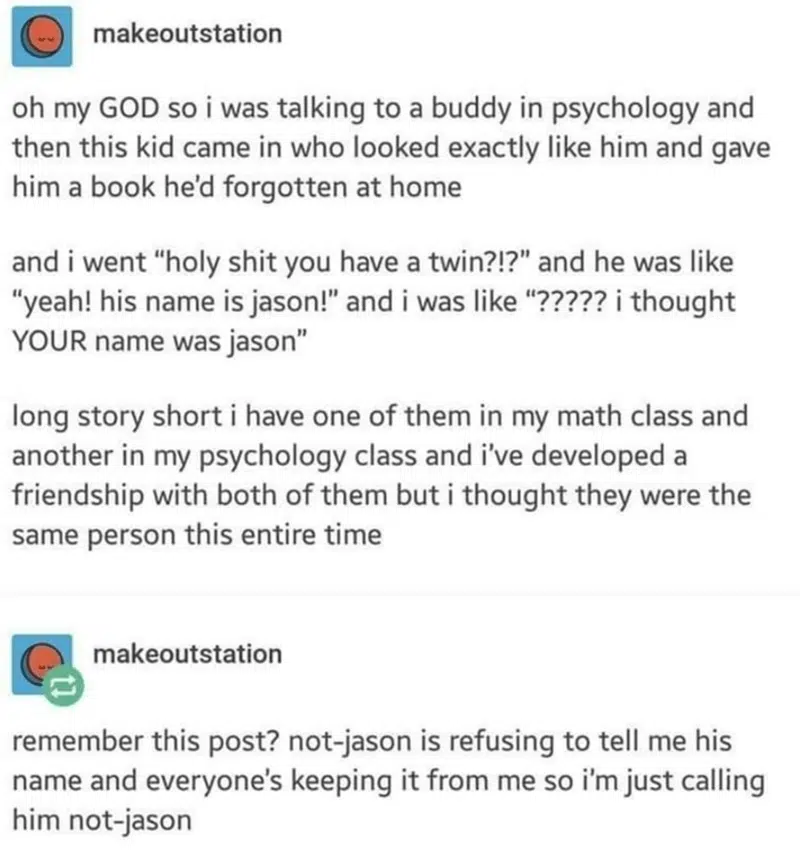 makeoutstation
oh my GOD so i was talking to a buddy in psychology and
then this kid came in who looked exactly like him and gave
him a book he'd forgotten at home
and i went “holy shit you have a twin?!?" and he was like
"yeah! his name is jason!" and i was like “????? i thought
YOUR name was jason”
long story short i have one of them in my math class and
another in my psychology class and i've developed a
friendship with both of them but i thought they were the
same person this entire time
makeoutstation
remember this post? not-jason is refusing to tell me his
name and everyone's keeping it from me so i'm just calling
him not-jason